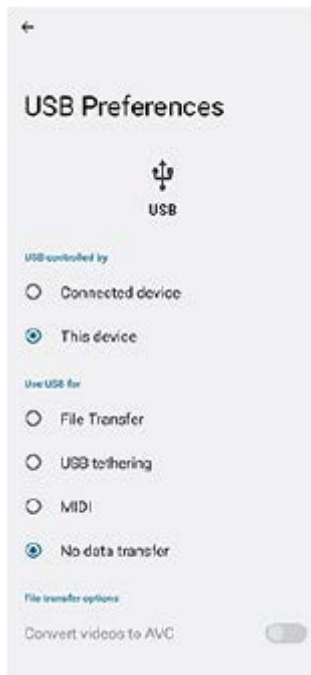 USB Preferences
USB
USB controlled by
Connected device
This device
Use USB for
File Transfer
USB tethering
MIDI
No data transfer
File transfer options
Convert videos to AVC